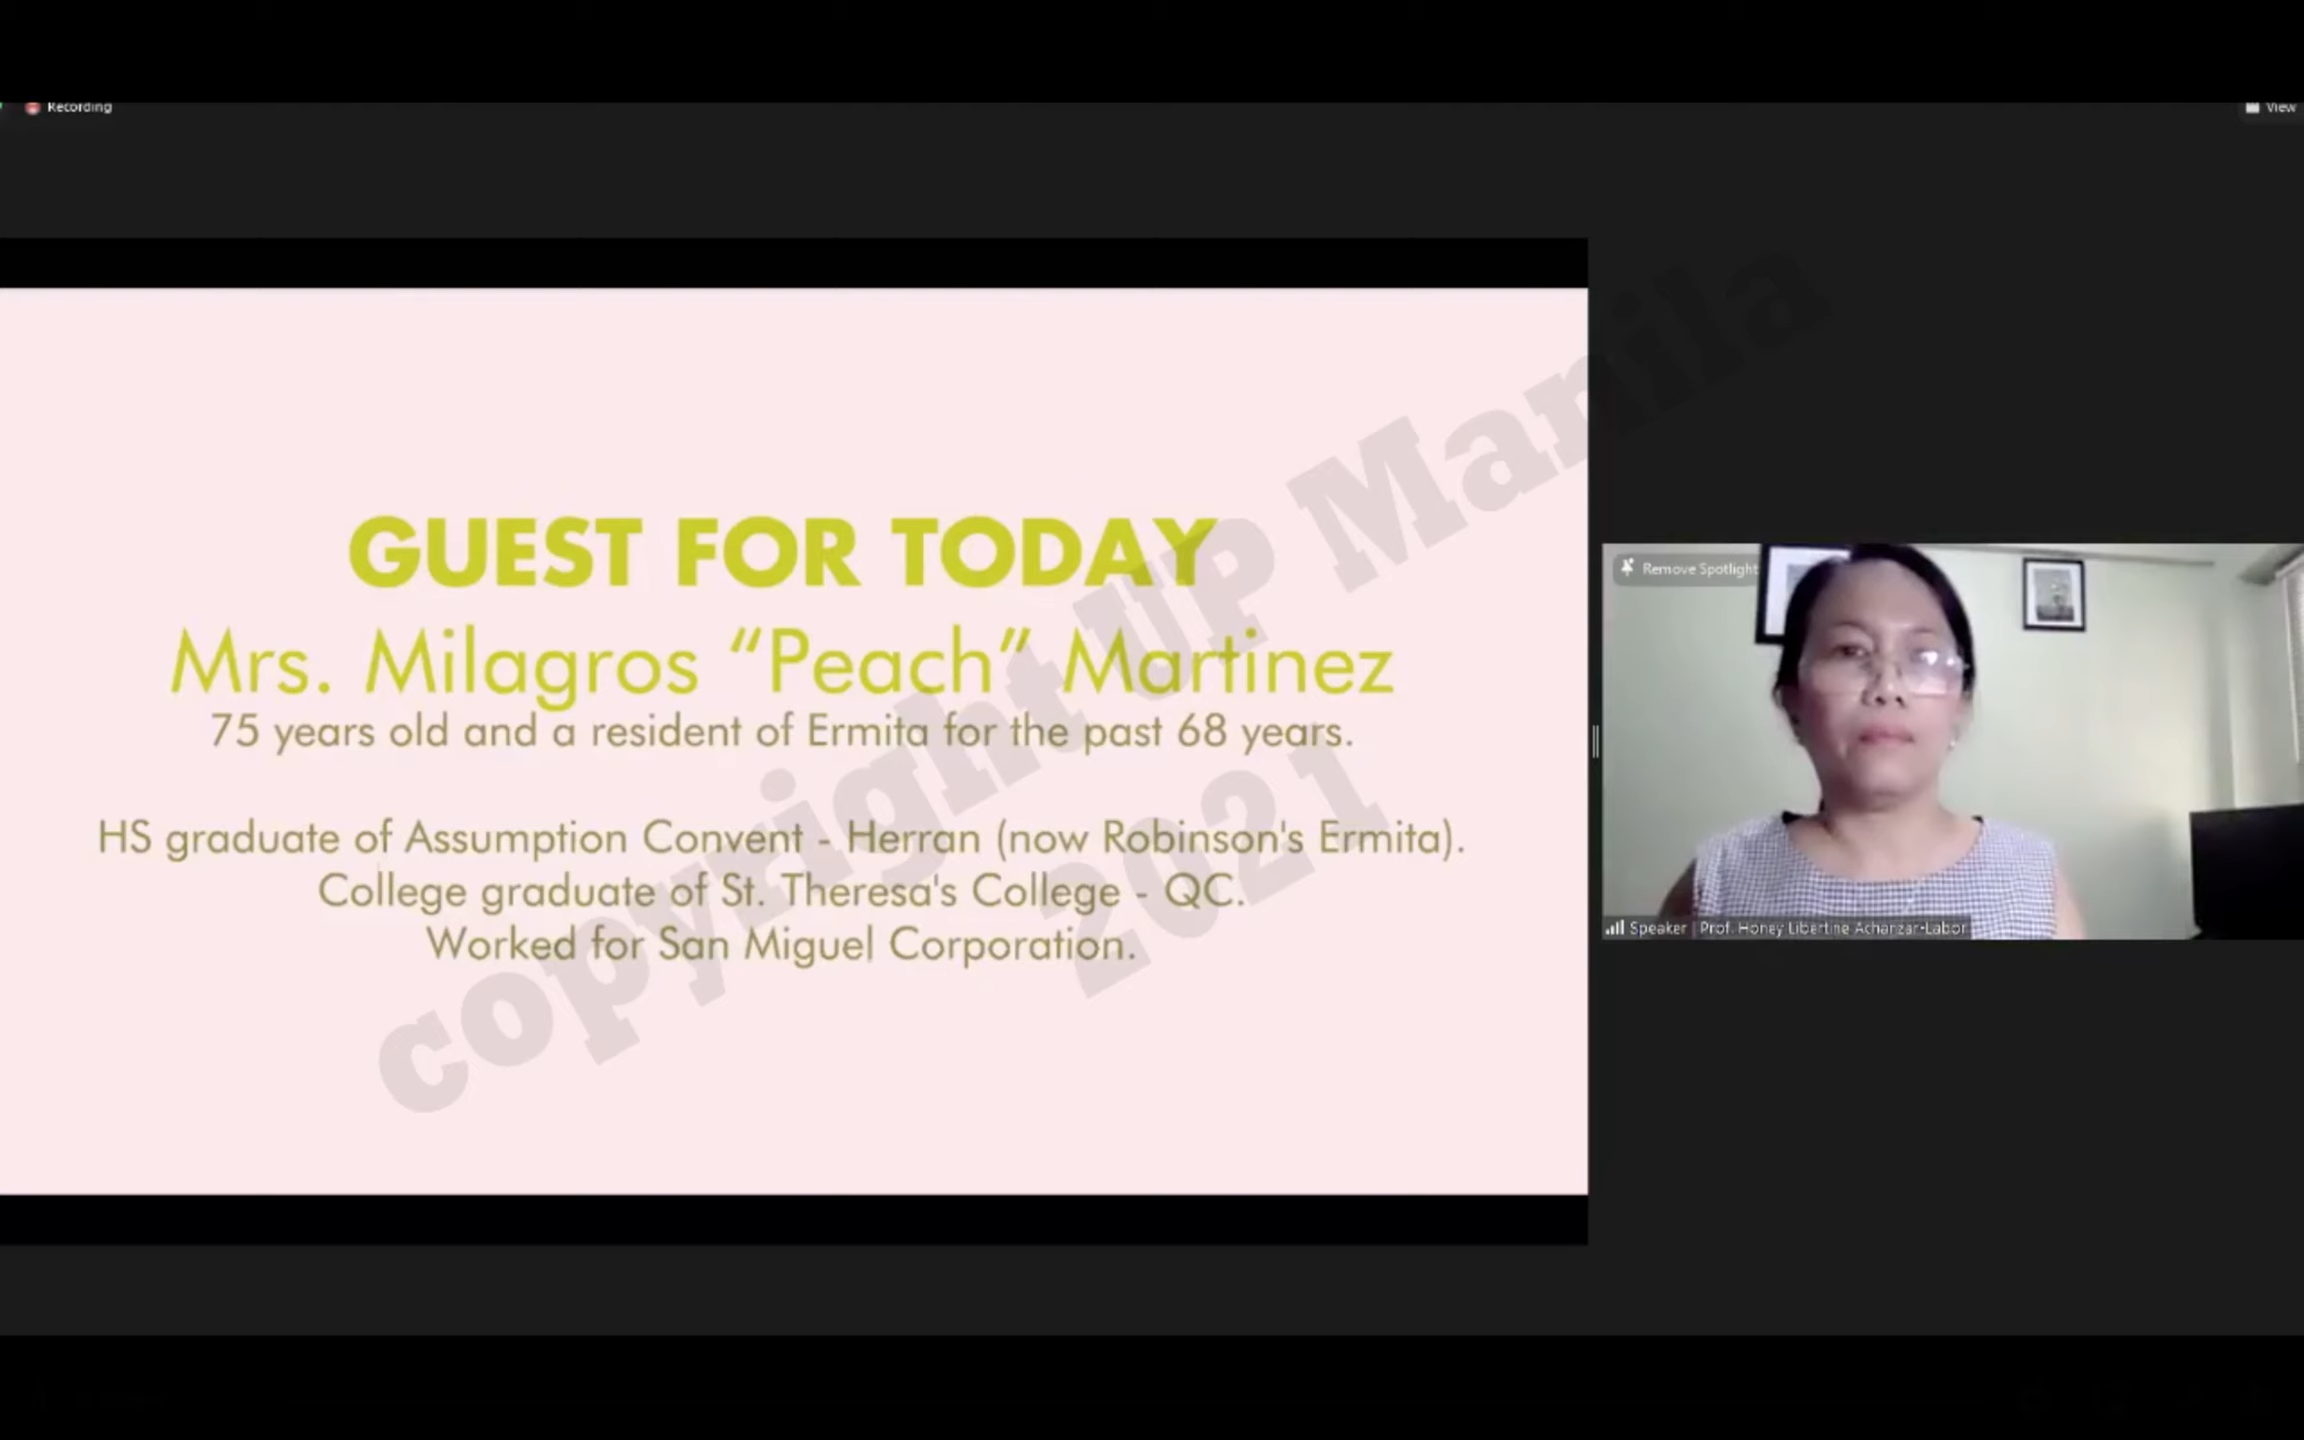 Recording
View
GUEST FOR TODAY
Mrs. Milagros “Peach” Martinez
75 years old and a resident of Ermita for the past 68 years.
HS graduate of Assumption Convent - Herran (now Robinson's Ermita).
College graduate of St. Theresa's College - QC.
Worked for San Miguel Corporation.
copyright UP Manila
2021
Remove Spotlight
Speaker | Prof. Honey Libertine Achanzar-Labor